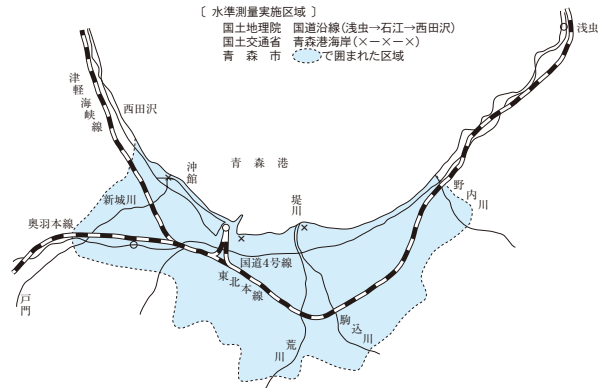 〔 水準測量実施区域 〕
国土地理院 国道沿線(浅虫→石江→西田沢)
国土交通省 青森港海岸(×−×−×)
青森市 で囲まれた区域
浅虫
津軽海峡線
西田沢
沖館
青森港
新城川
堤川
野内川
奥羽本線
国道4号線
東北本線
戸門
駒込川
荒川